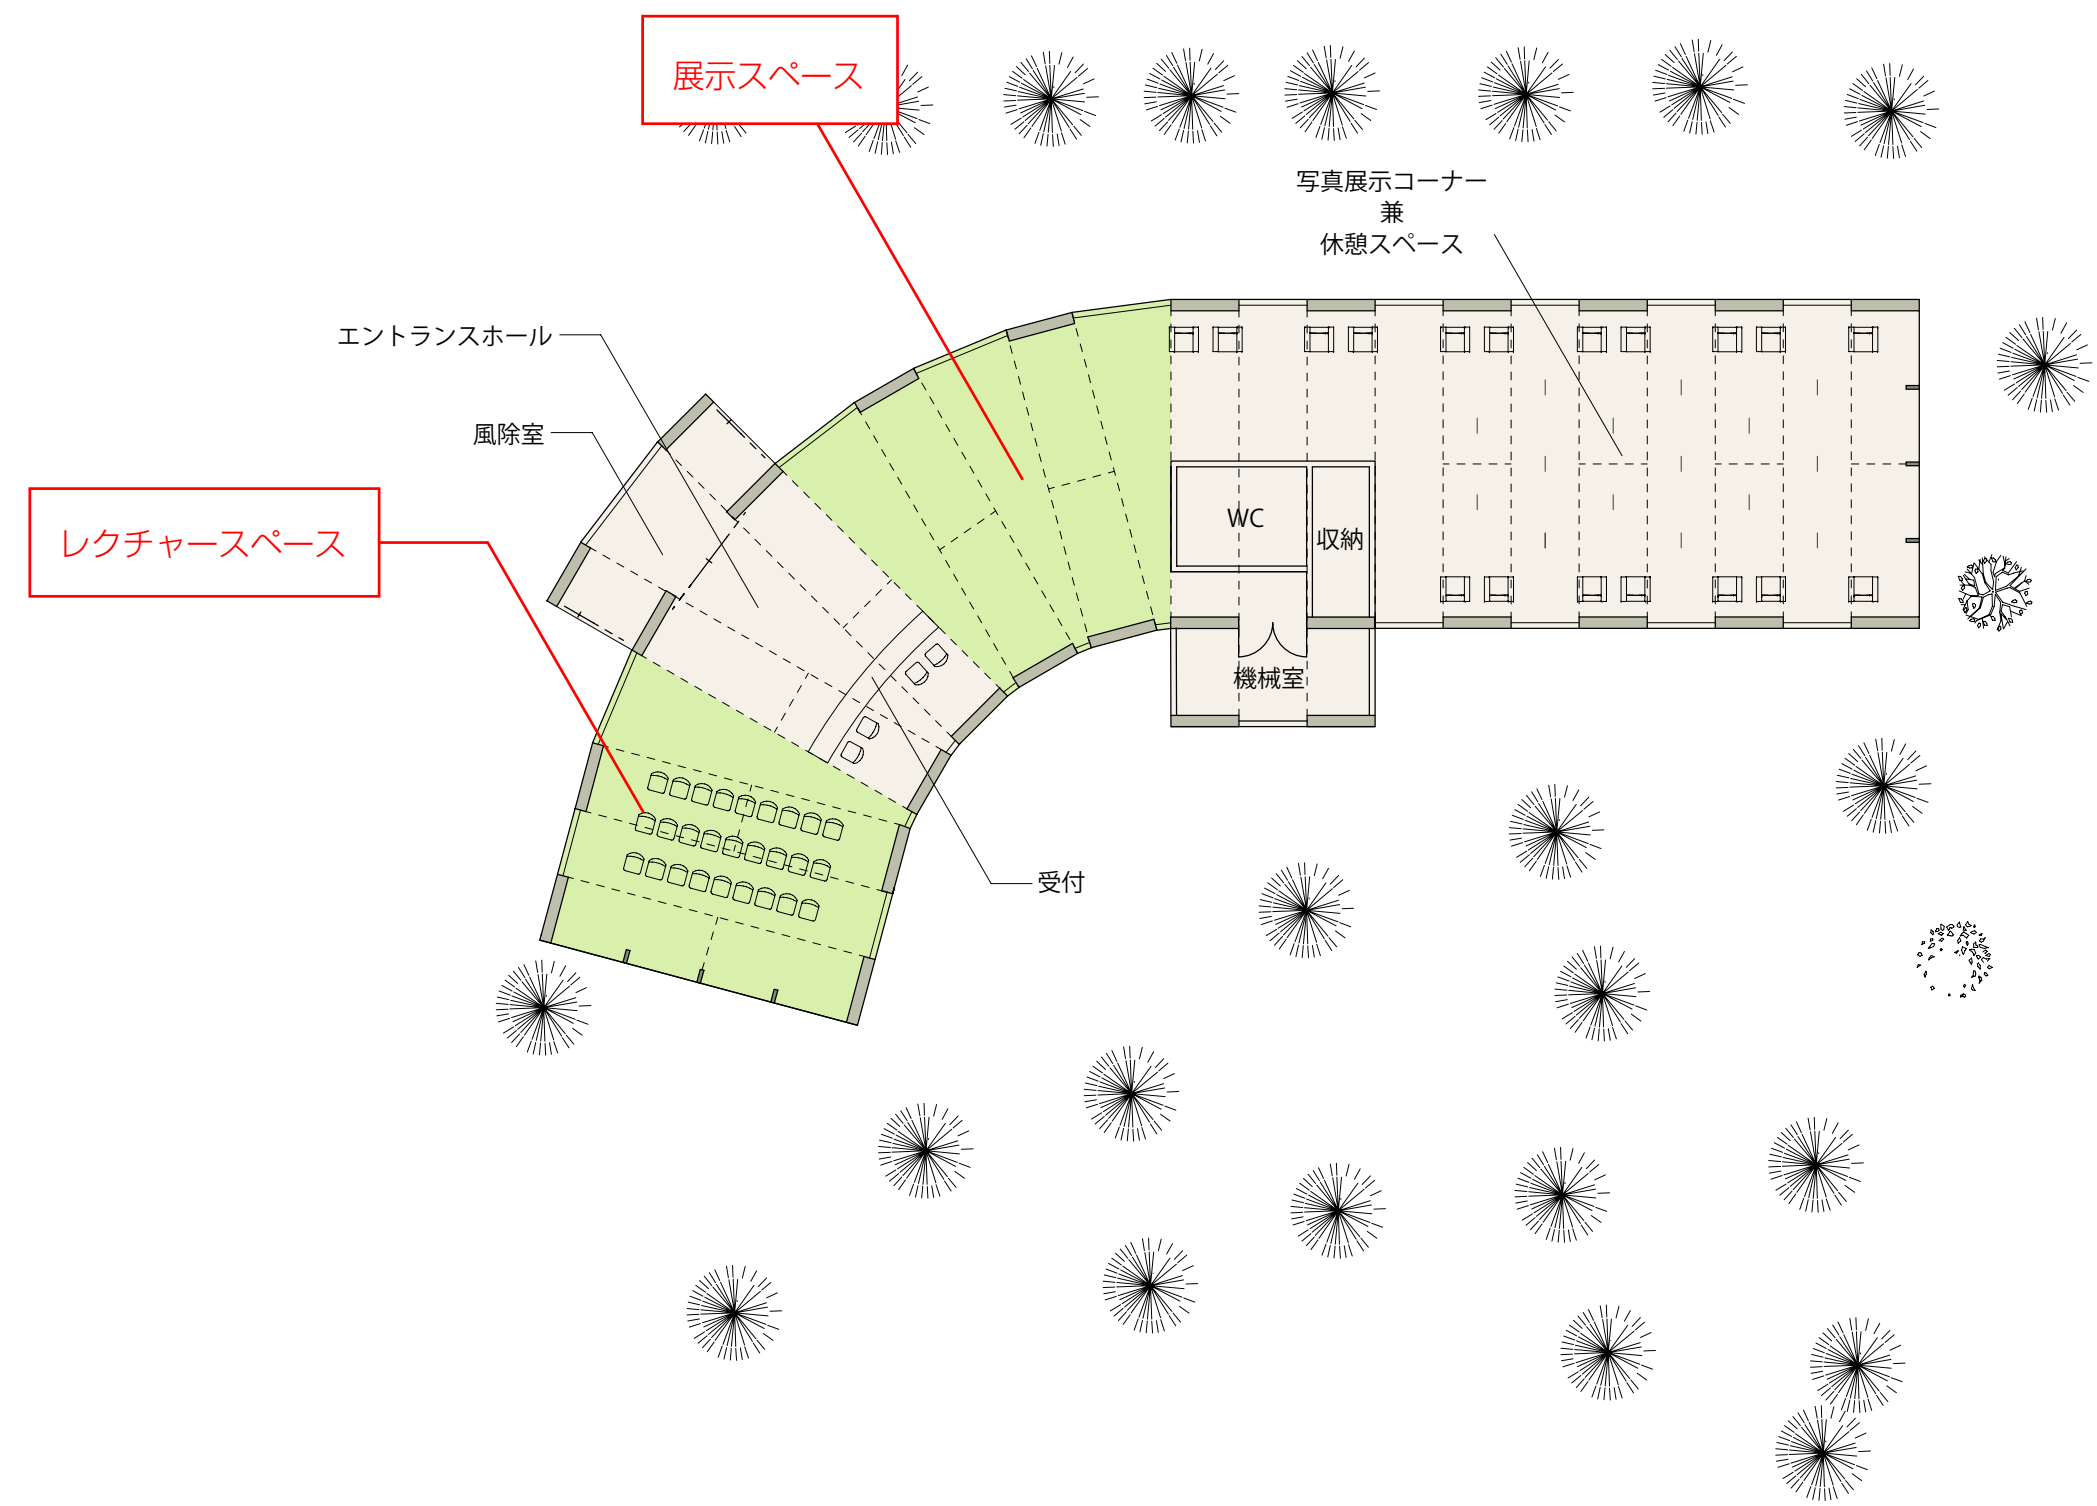 展示スペース
写真展示コーナー
兼
休憩スペース
エントランスホール
風除室
レクチャースペース
WC
収納
機械室
受付